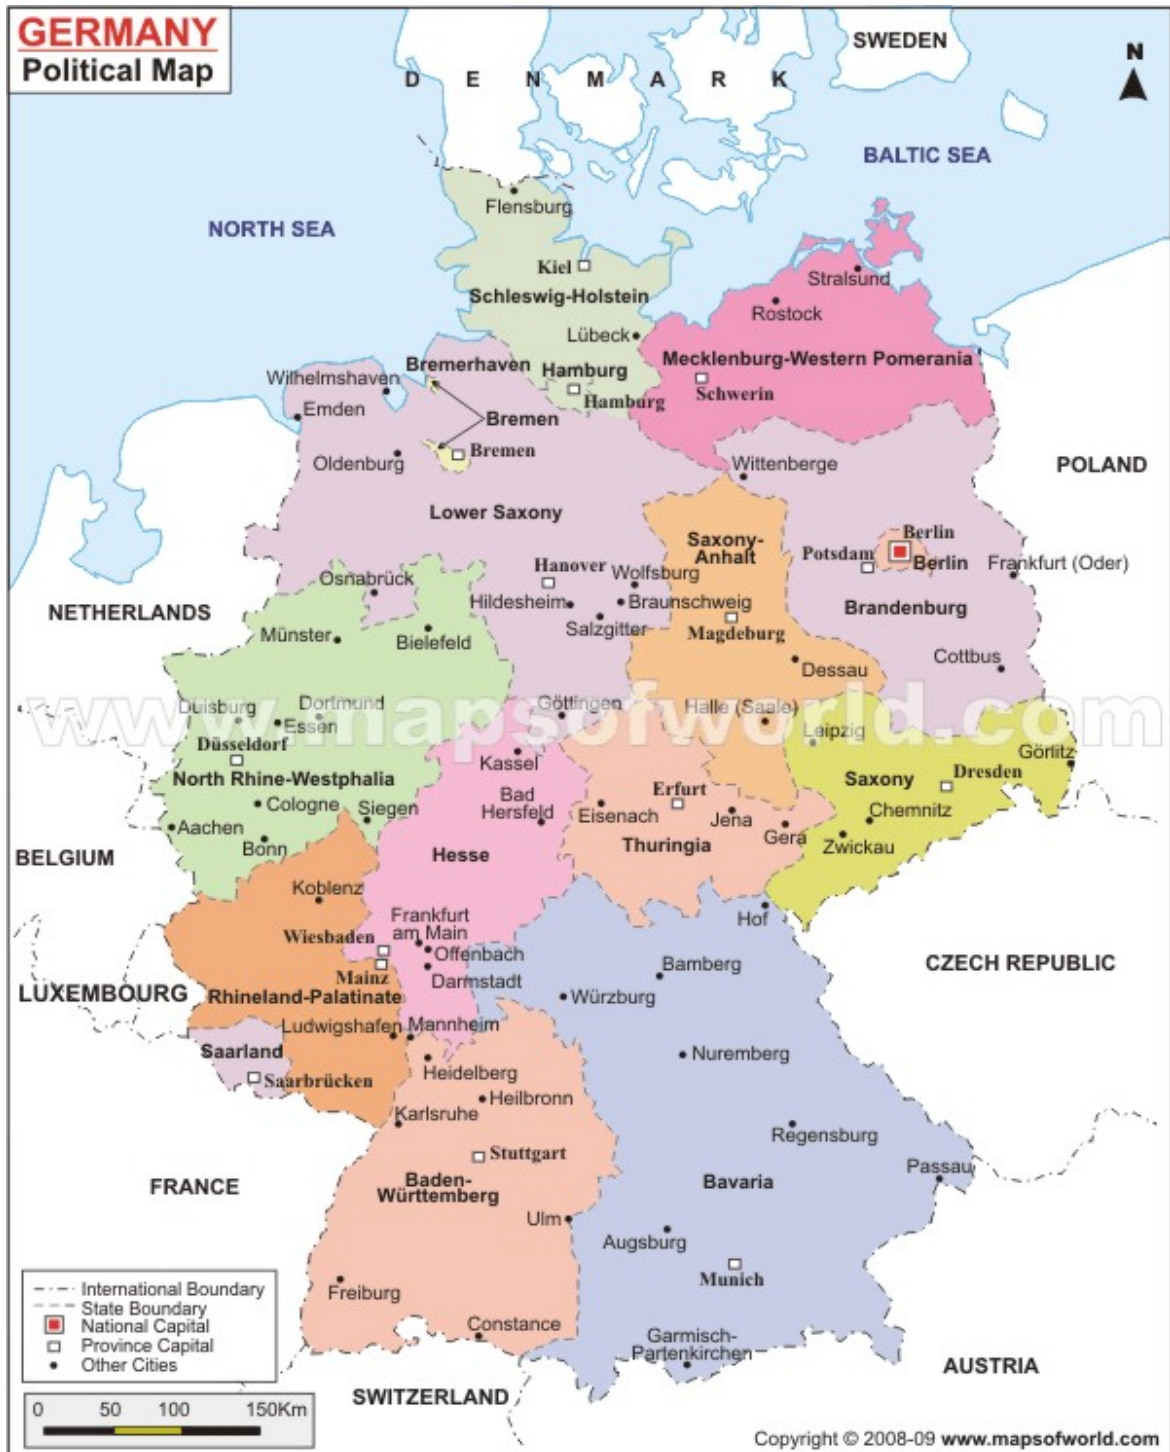 GERMANY
Political Map
SWEDEN
N
D E N M A R K
BALTIC SEA
NORTH SEA
Flensburg
Kiel
Schleswig-Holstein
Stralsund
Rostock
Lübeck
Mecklenburg-Western Pomerania
Bremerhaven
Hamburg
Wilhelmshaven
Schwerin
Hamburg
Emden
Bremen
Bremen
Oldenburg
Wittenberge
POLAND
Lower Saxony
Saxony-
Anhalt
Berlin
Potsdam
Berlin
Frankfurt (Oder)
Hanover
Osnabrück
Wolfsburg
Hildesheim
Braunschweig
Brandenburg
NETHERLANDS
Salzgitter
Magdeburg
Münster
Bielefeld
Dessau
Cottbus
www.mapsofworld.com
Duisburg
Dortmund
Göttingen
Halle (Saale)
Essen
Leipzig
Düsseldorf
Görlitz
Kassel
North Rhine-Westphalia
Saxony
Dresden
Bad
Hersfeld
Erfurt
Cologne
Siegen
Eisenach
Jena
Chemnitz
Aachen
Gera
Bonn
Thuringia
Zwickau
BELGIUM
Hesse
Koblenz
Frankfurt
am Main
Hof
Wiesbaden
Offenbach
Bamberg
CZECH REPUBLIC
Mainz
Darmstadt
LUXEMBOURG
Rhineland-Palatinate
Würzburg
Ludwigshafen
Mannheim
Saarland
Nuremberg
Saarbrücken
Heidelberg
Heilbronn
Karlsruhe
Regensburg
Stuttgart
Passau
FRANCE
Baden-
Württemberg
Bavaria
Ulm
Augsburg
Munich
Freiburg
Constance
Garmisch-
Partenkirchen
AUSTRIA
SWITZERLAND
International Boundary
State Boundary
National Capital
Province Capital
Other Cities
0 50 100 150Km
Copyright © 2008-09 www.mapsofworld.com